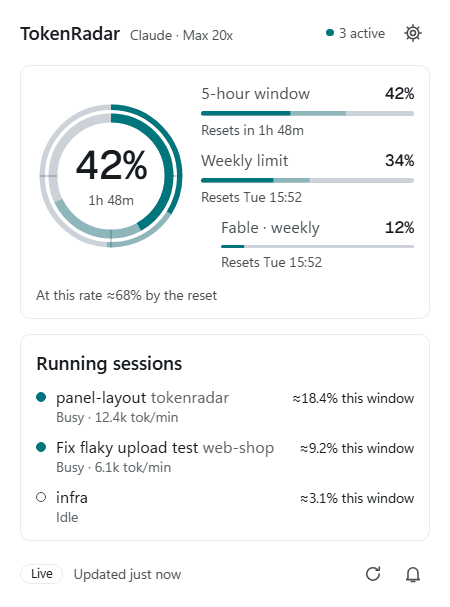 TokenRadar Claude · Max 20x 3 active
42%
1h 48m
5-hour window 42%
Resets in 1h 48m
Weekly limit 34%
Resets Tue 15:52
Fable · weekly 12%
Resets Tue 15:52
At this rate ≈68% by the reset
Running sessions
panel-layout tokenradar ≈18.4% this window
Busy · 12.4k tok/min
Fix flaky upload test web-shop ≈9.2% this window
Busy · 6.1k tok/min
infra ≈3.1% this window
Idle
Live Updated just now